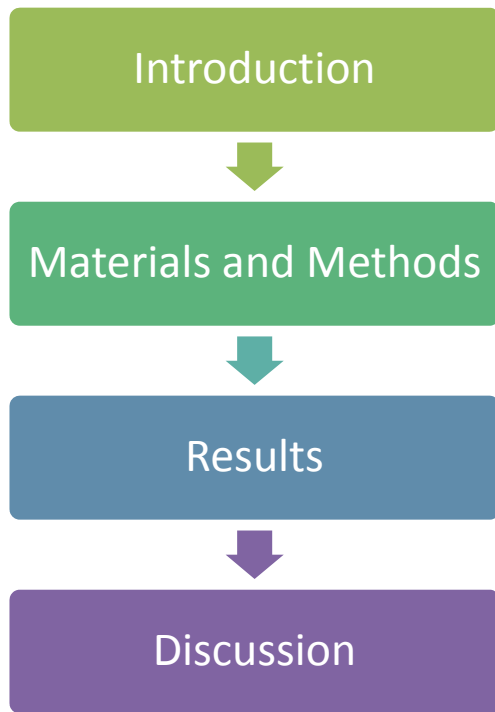 Introduction
Materials and Methods
Results
Discussion